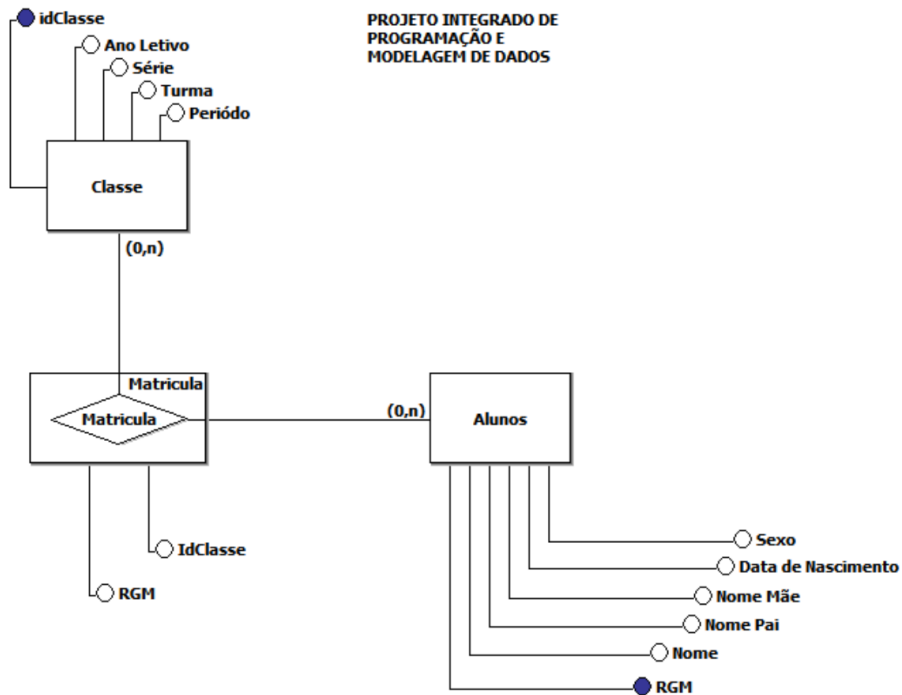 idClasse
PROJETO INTEGRADO DE
PROGRAMAÇÃO E
MODELAGEM DE DADOS
Ano Letivo
Série
Turma
Periódo
Classe
(0,n)
Matricula
Matricula
(0,n)
Alunos
IdClasse
RGM
Sexo
Data de Nascimento
Nome Mãe
Nome Pai
Nome
RGM